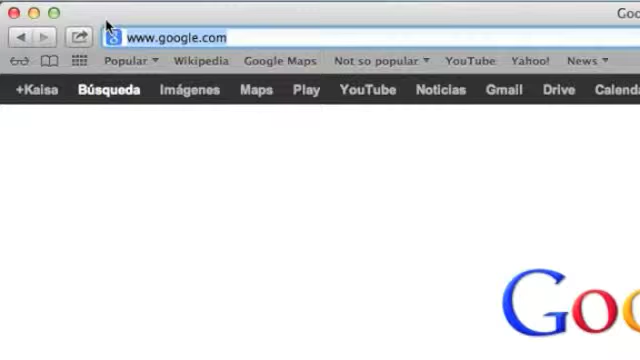 Goo
www.google.com
Popular Wikipedia Google Maps Not so popular YouTube Yahoo! News
+Kaisa Búsqueda Imágenes Maps Play YouTube Noticias Gmail Drive Calenda
Goo